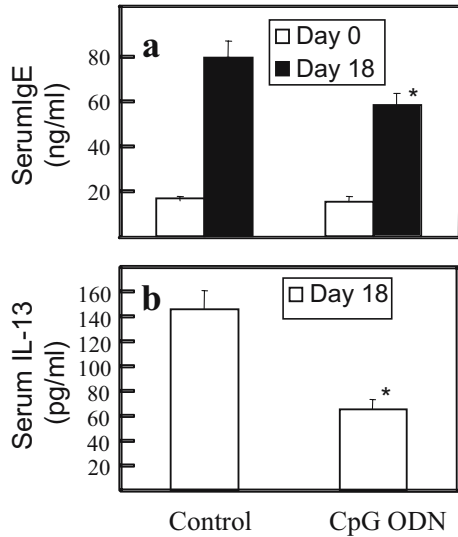 a
Day 0
Day 18
SerumIgE
(ng/ml)
80
60
40
20
*
b
Day 18
Serum IL-13
(pg/ml)
160
140
120
100
80
60
40
20
*
Control
CpG ODN